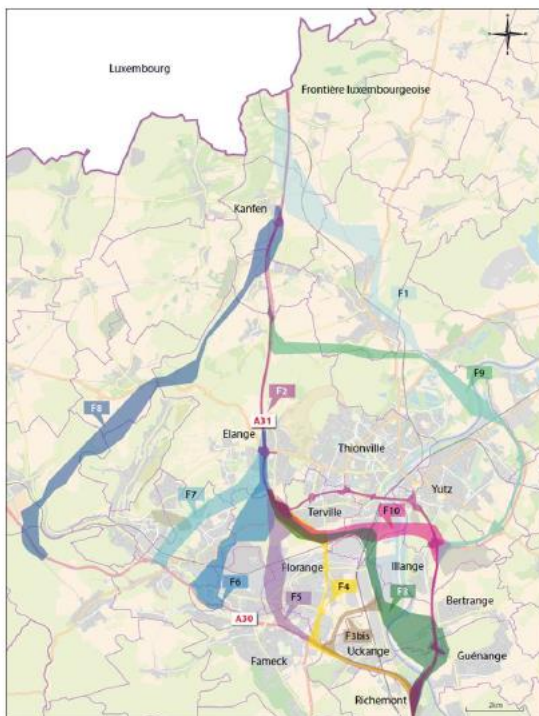 Luxembourg
Frontière luxembourgeoise
Kanfen
F1
F9
F8
F2
A31
Elange
Thionville
F7
Yutz
Terville
F10
Florange
Illange
F6
F4
F3
F5
Bertrange
A30
F3bis
Uckange
Guénange
Fameck
Richemont
2km